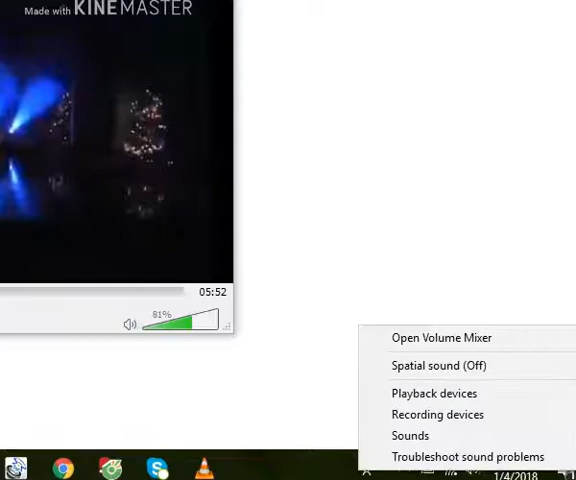 Made with KINEMASTER
05:52
81%
Open Volume Mixer
Spatial sound (Off)
Playback devices
Recording devices
Sounds
Troubleshoot sound problems
1/4/2018